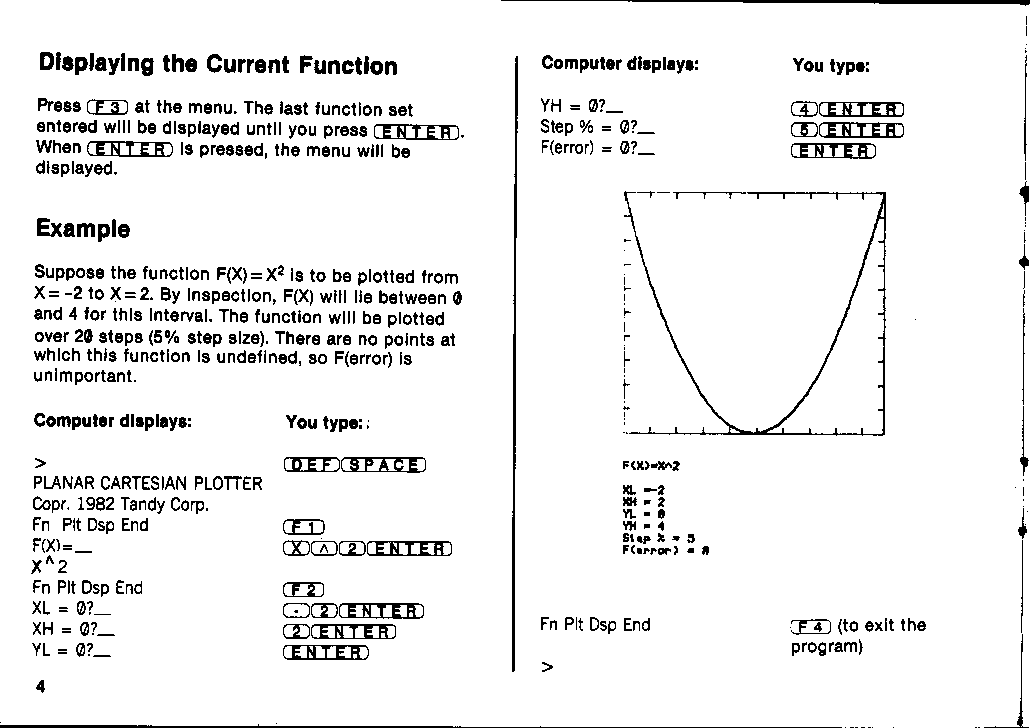 Displaying the Current Function
Press (F 3) at the menu. The last function set
entered will be displayed until you press (ENTER).
When (ENTER) is pressed, the menu will be
displayed.
Example
Suppose the function F(X)=X² is to be plotted from
X= -2 to X=2. By inspection, F(X) will lie between 0
and 4 for this interval. The function will be plotted
over 20 steps (5% step size). There are no points at
which this function is undefined, so F(error) is
unimportant.
Computer displays: You type:
> (DEF)(SPACE)
PLANAR CARTESIAN PLOTTER
Copr. 1982 Tandy Corp.
Fn Plt Dsp End (F1)
F(X)=_ (X)(^)(2)(ENTER)
X^2
Fn Plt Dsp End (F2)
XL = 0?_ (-)(2)(ENTER)
XH = 0?_ (2)(ENTER)
YL = 0?_ (ENTER)
4
Computer displays: You type:
YH = 0?_ (4)(ENTER)
Step % = 0?_ (5)(ENTER)
F(error) = 0?_ (ENTER)
F(X)=X^2
XL =-2
XH = 2
YL = 0
YH = 4
Step % = 5
F(error) = 0
Fn Plt Dsp End (F4) (to exit the
program)
>